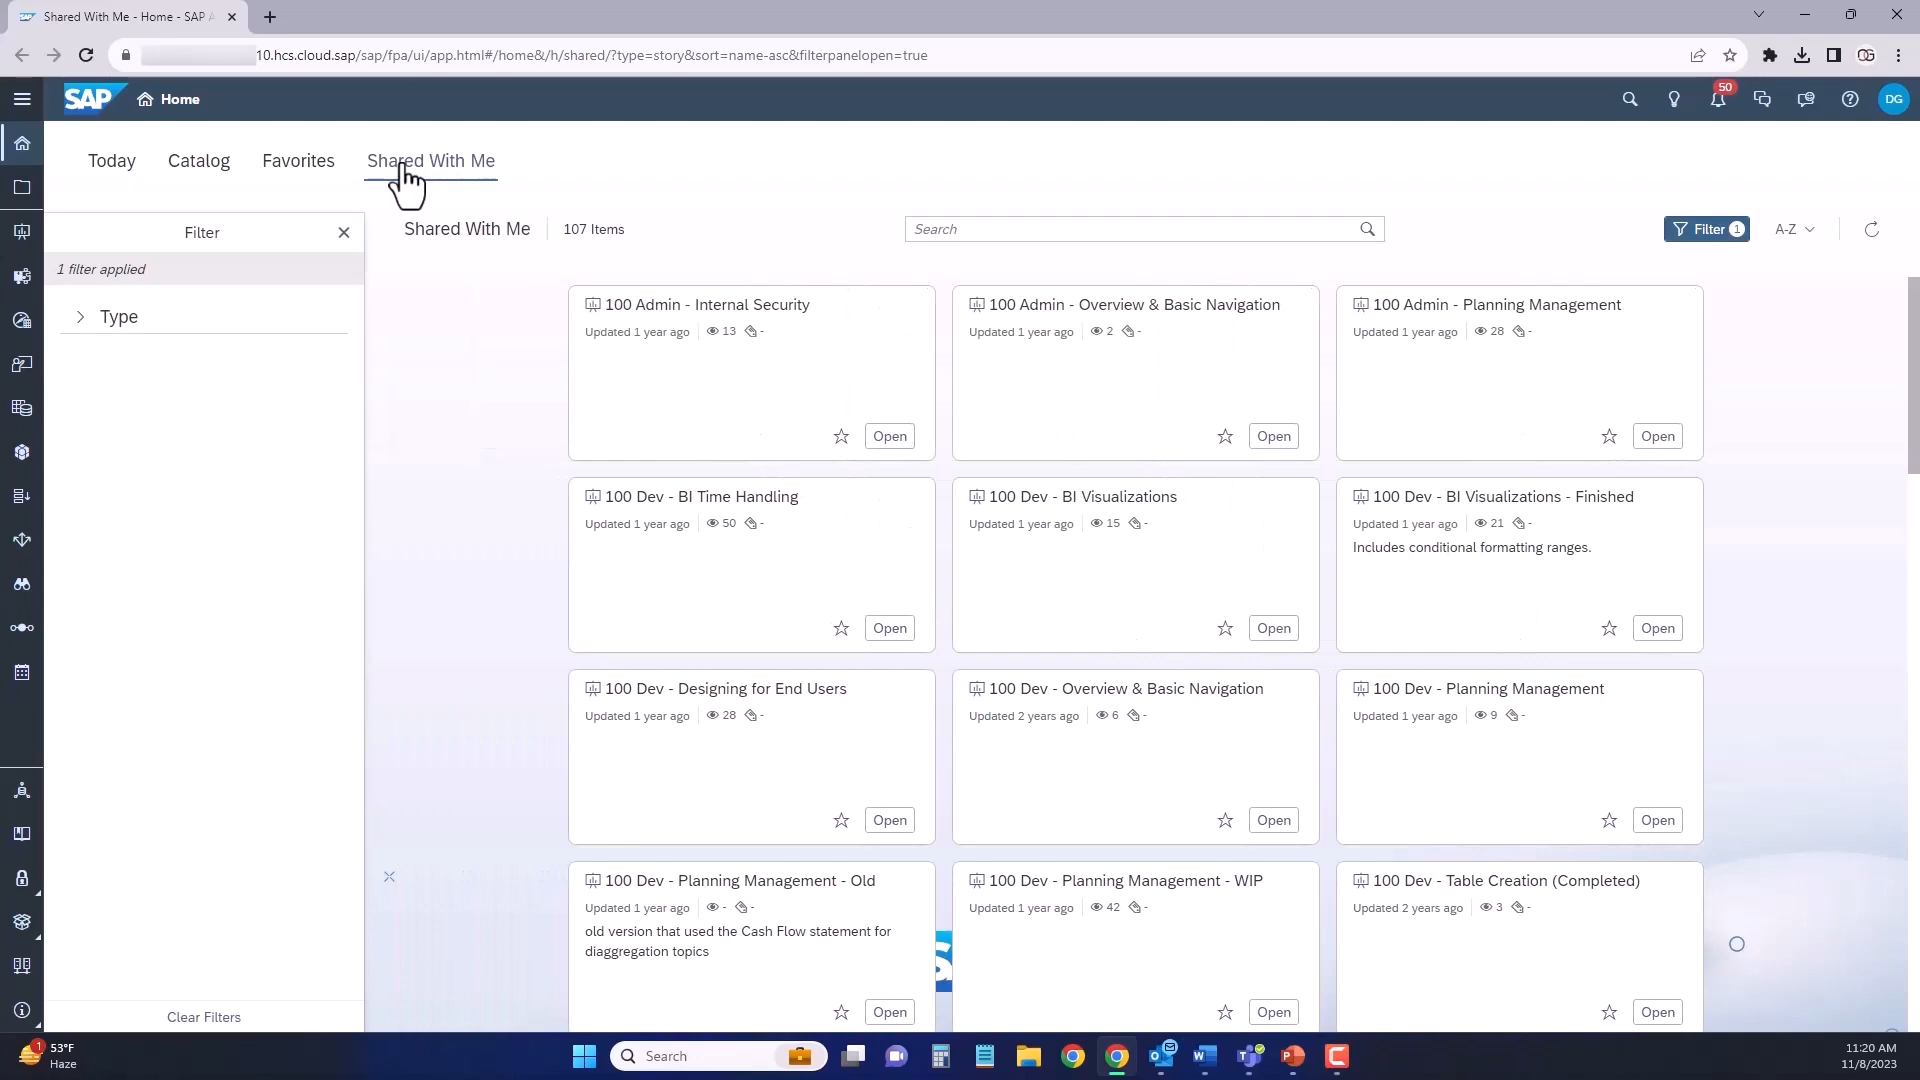 Shared With Me - Home - SAP A
10.hcs.cloud.sap/sap/fpa/ui/app.html#/home&/h/shared/?type=story&sort=name-asc&filterpanelopen=true
SAP Home 50 DG
Today Catalog Favorites Shared With Me
Filter
Shared With Me 107 Items Search Filter 1 A-Z
1 filter applied
Type
100 Admin - Internal Security
Updated 1 year ago 13 -
Open
100 Admin - Overview & Basic Navigation
Updated 1 year ago 2 -
Open
100 Admin - Planning Management
Updated 1 year ago 28 -
Open
100 Dev - BI Time Handling
Updated 1 year ago 50 -
Open
100 Dev - BI Visualizations
Updated 1 year ago 15 -
Open
100 Dev - BI Visualizations - Finished
Updated 1 year ago 21 -
Includes conditional formatting ranges.
Open
100 Dev - Designing for End Users
Updated 1 year ago 28 -
Open
100 Dev - Overview & Basic Navigation
Updated 2 years ago 6 -
Open
100 Dev - Planning Management
Updated 1 year ago 9 -
Open
100 Dev - Planning Management - Old
Updated 1 year ago - -
old version that used the Cash Flow statement for
diaggregation topics
Open
100 Dev - Planning Management - WIP
Updated 1 year ago 42 -
Open
100 Dev - Table Creation (Completed)
Updated 2 years ago 3 -
Open
Clear Filters
1 53°F
Haze
Search
11:20 AM
11/8/2023